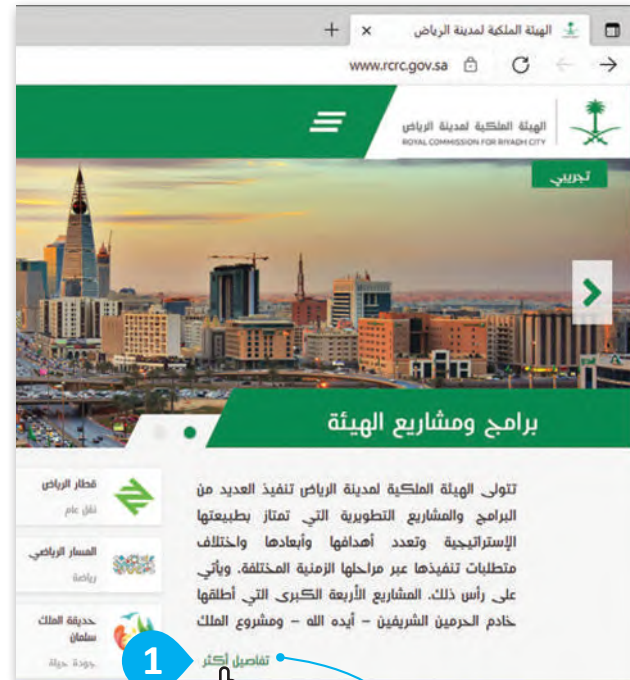 الهيئة الملكية لمدينة الرياض
www.rcrc.gov.sa
الهيئة الملكية لمدينة الرياض
ROYAL COMMISSION FOR RIYADH CITY
تجريبي
برامج ومشاريع الهيئة
تتولى الهيئة الملكية لمدينة الرياض تنفيذ العديد من
البرامج والمشاريع التطويرية التي تمتاز بطبيعتها
الإستراتيجية وتعدد أهدافها وأبعادها واختلاف
متطلبات تنفيذها عبر مراحلها الزمنية المختلفة. ويأتي
على رأس ذلك. المشاريع الأربعة الكبرى التي أطلقها
خادم الحرمين الشريفين – أيده الله – ومشروع الملك
تفاصيل أكثر
1
قطار الرياض
نقل عام
المسار الرياضي
رياضة
حديقة الملك
سلمان
جودة حياة